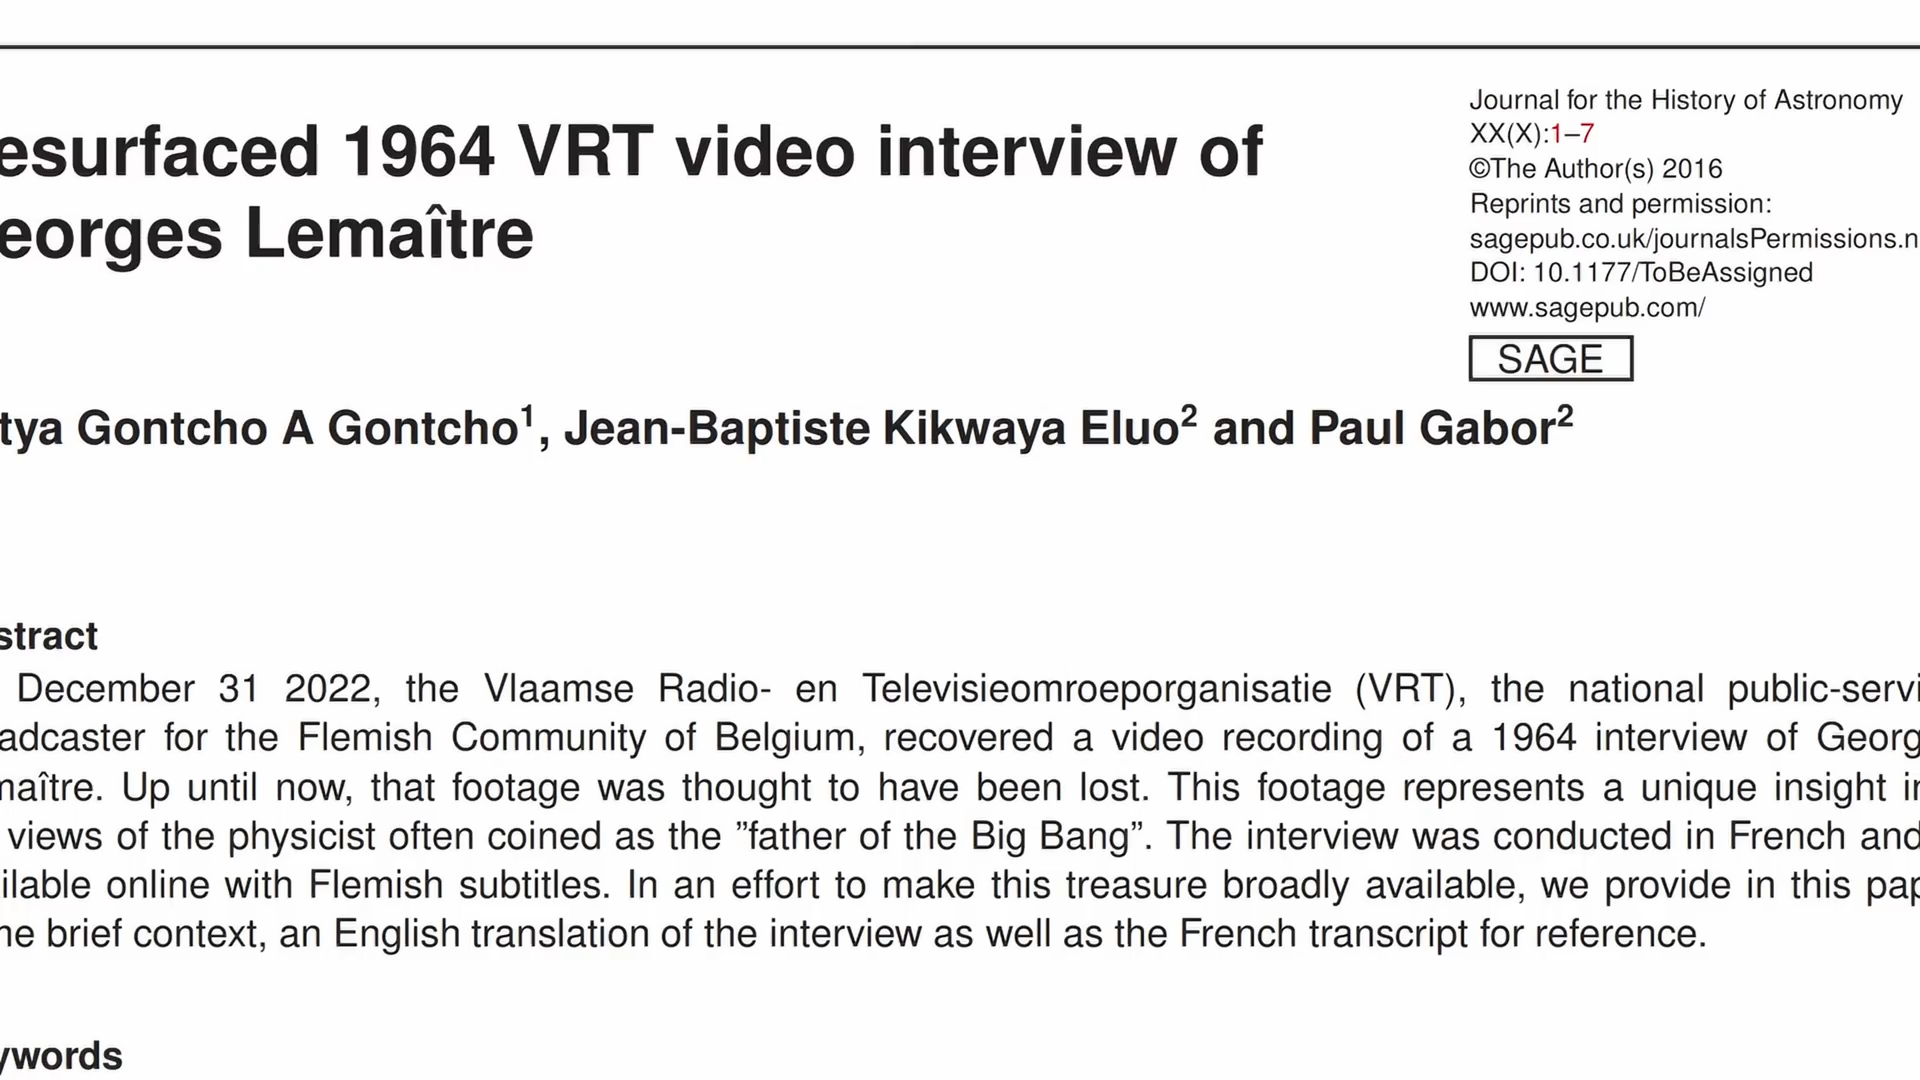 esurfaced 1964 VRT video interview of
eorges Lemaître
Journal for the History of Astronomy
XX(X):1–7
©The Author(s) 2016
Reprints and permission:
sagepub.co.uk/journalsPermissions.n
DOI: 10.1177/ToBeAssigned
www.sagepub.com/
SAGE
tya Gontcho A Gontcho1, Jean-Baptiste Kikwaya Eluo2 and Paul Gabor2
stract
December 31 2022, the Vlaamse Radio- en Televisieomroeporganisatie (VRT), the national public-servi
adcaster for the Flemish Community of Belgium, recovered a video recording of a 1964 interview of Georg
maître. Up until now, that footage was thought to have been lost. This footage represents a unique insight in
views of the physicist often coined as the ”father of the Big Bang”. The interview was conducted in French and
ilable online with Flemish subtitles. In an effort to make this treasure broadly available, we provide in this pap
me brief context, an English translation of the interview as well as the French transcript for reference.
ywords